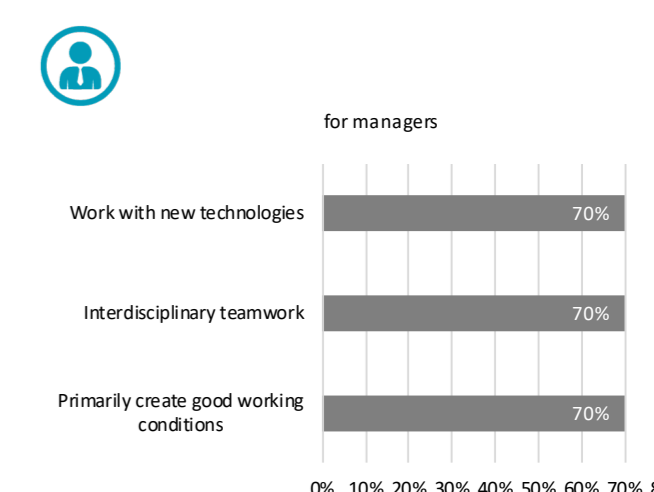 for managers
Work with new technologies
70%
Interdisciplinary teamwork
70%
Primarily create good working
conditions
70%
0% 10% 20% 30% 40% 50% 60% 70%